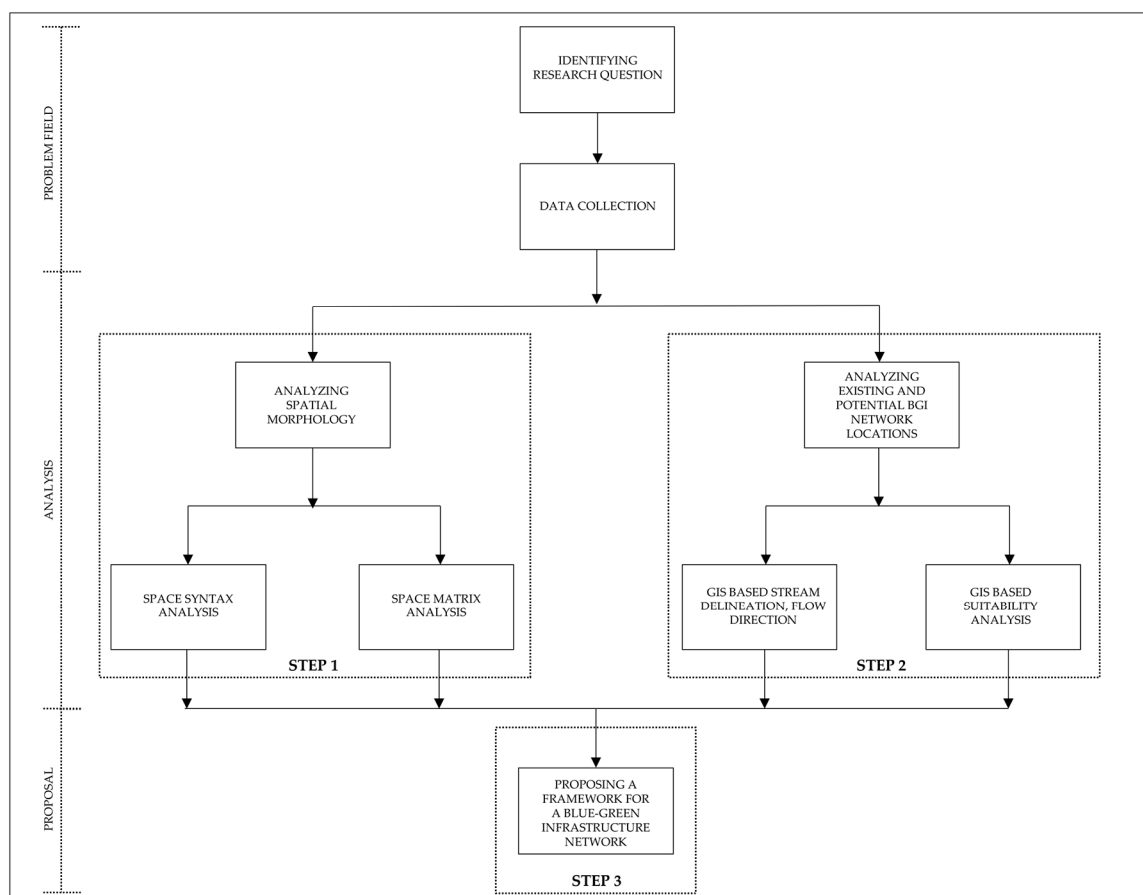 PROBLEM FIELD
IDENTIFYING
RESEARCH QUESTION
DATA COLLECTION
ANALYSIS
ANALYZING
SPATIAL
MORPHOLOGY
SPACE SYNTAX
ANALYSIS
SPACE MATRIX
ANALYSIS
STEP 1
ANALYZING
EXISTING AND
POTENTIAL BGI
NETWORK
LOCATIONS
GIS BASED STREAM
DELINEATION, FLOW
DIRECTION
GIS BASED
SUITABILITY
ANALYSIS
STEP 2
PROPOSAL
PROPOSING A
FRAMEWORK FOR
A BLUE-GREEN
INFRASTRUCTURE
NETWORK
STEP 3